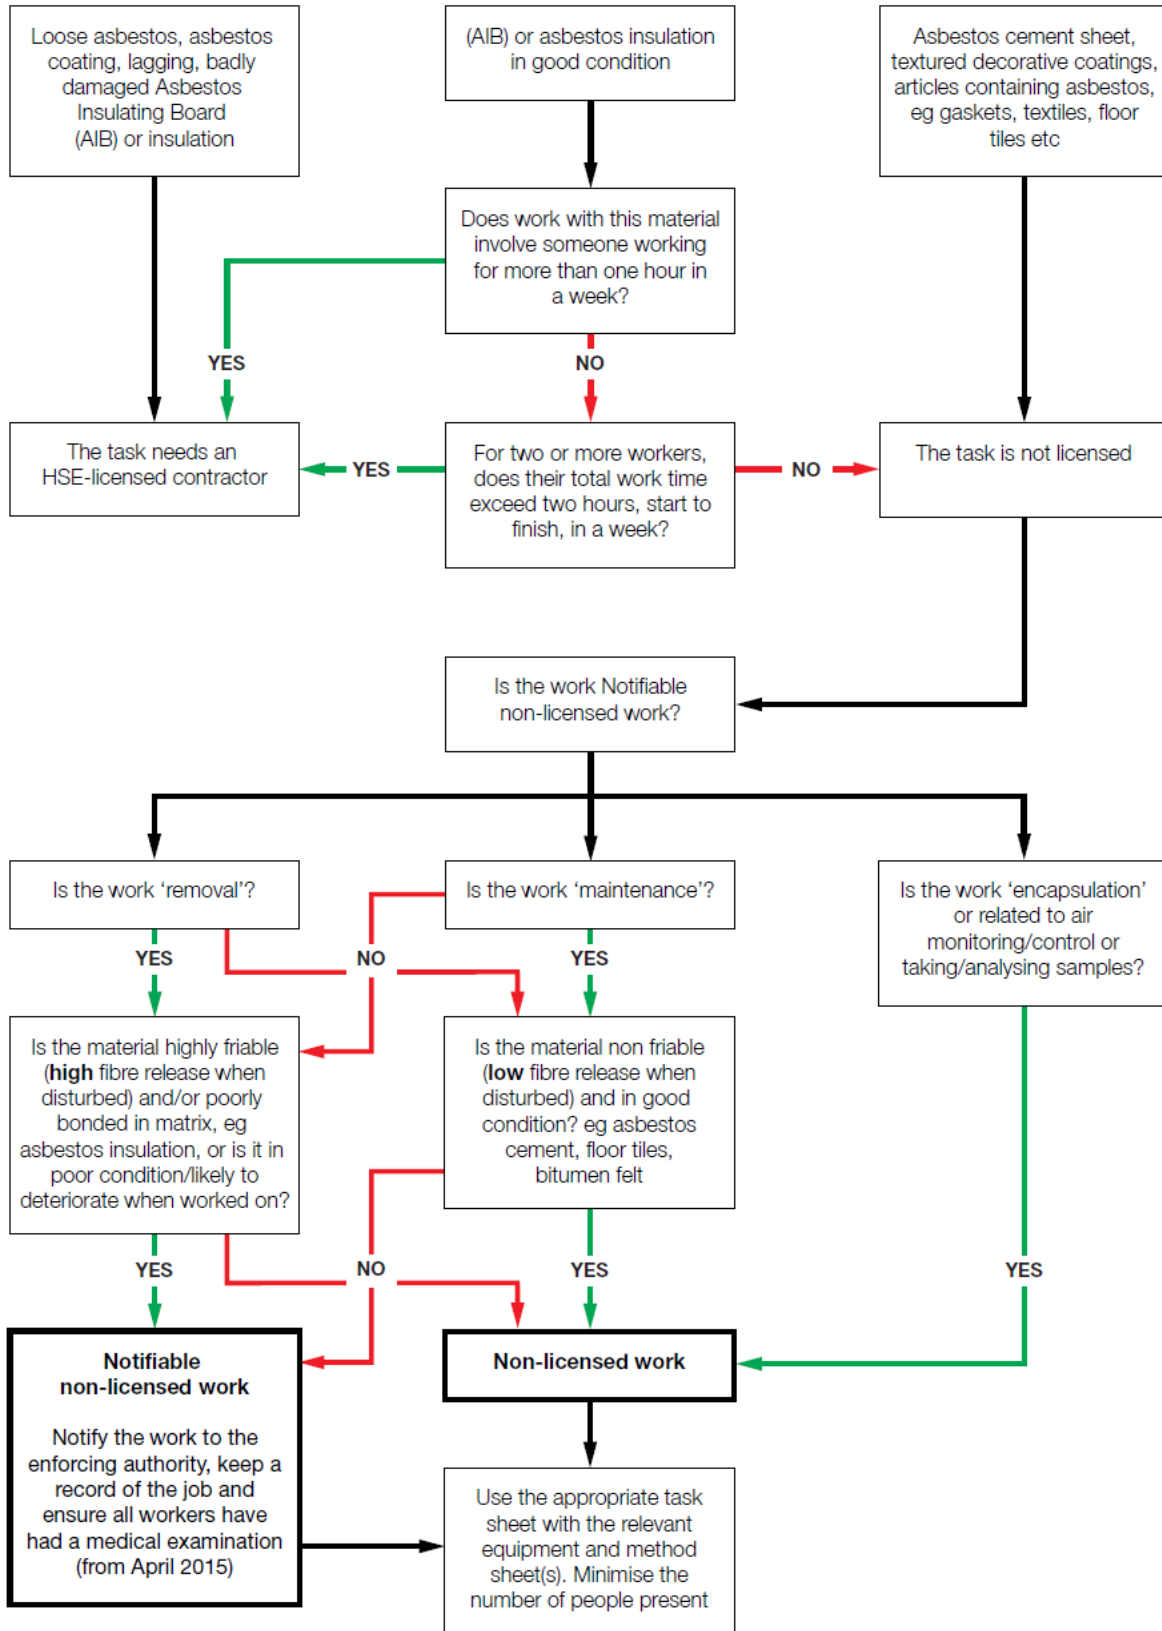 Loose asbestos, asbestos
coating, lagging, badly
damaged Asbestos
Insulating Board
(AIB) or insulation
(AIB) or asbestos insulation
in good condition
Asbestos cement sheet,
textured decorative coatings,
articles containing asbestos,
eg gaskets, textiles, floor
tiles etc
Does work with this material
involve someone working
for more than one hour in
a week?
YES
NO
The task needs an
HSE-licensed contractor
YES
For two or more workers,
does their total work time
exceed two hours, start to
finish, in a week?
NO
The task is not licensed
Is the work Notifiable
non-licensed work?
Is the work ‘removal’?
Is the work ‘maintenance’?
Is the work ‘encapsulation’
or related to air
monitoring/control or
taking/analysing samples?
YES
NO
YES
Is the material highly friable
(high fibre release when
disturbed) and/or poorly
bonded in matrix, eg
asbestos insulation, or is it in
poor condition/likely to
deteriorate when worked on?
Is the material non friable
(low fibre release when
disturbed) and in good
condition? eg asbestos
cement, floor tiles,
bitumen felt
YES
NO
YES
YES
Notifiable
non-licensed work
Notify the work to the
enforcing authority, keep a
record of the job and
ensure all workers have
had a medical examination
(from April 2015)
Non-licensed work
Use the appropriate task
sheet with the relevant
equipment and method
sheet(s). Minimise the
number of people present